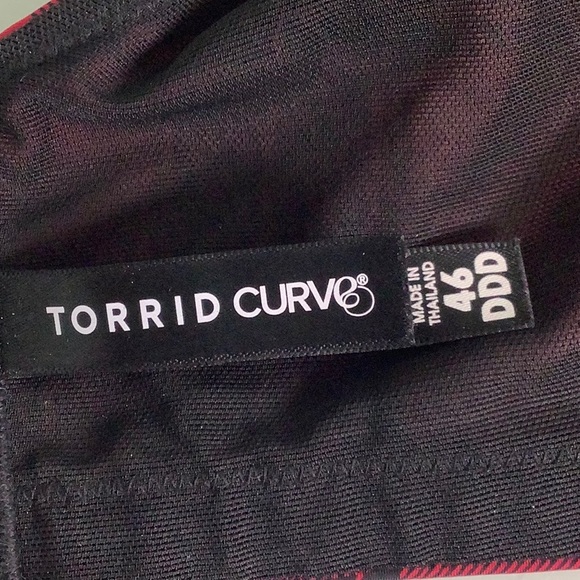 TORRID CURVE®
MADE IN
THAILAND
46
DDD